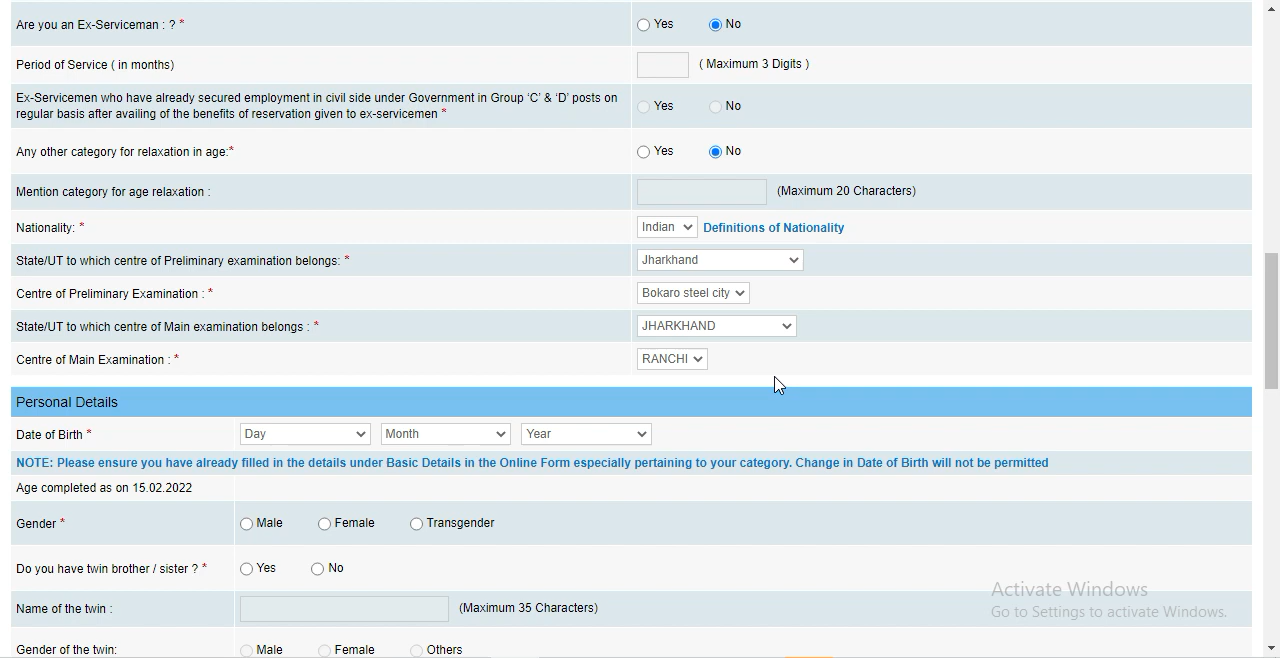 Are you an Ex-Serviceman : ? * Yes No
Period of Service ( in months) ( Maximum 3 Digits )
Ex-Servicemen who have already secured employment in civil side under Government in Group 'C' & 'D' posts on
regular basis after availing of the benefits of reservation given to ex-servicemen * Yes No
Any other category for relaxation in age:* Yes No
Mention category for age relaxation : (Maximum 20 Characters)
Nationality: * Indian Definitions of Nationality
State/UT to which centre of Preliminary examination belongs: * Jharkhand
Centre of Preliminary Examination : * Bokaro steel city
State/UT to which centre of Main examination belongs : * JHARKHAND
Centre of Main Examination : * RANCHI
Personal Details
Date of Birth * Day Month Year
NOTE: Please ensure you have already filled in the details under Basic Details in the Online Form especially pertaining to your category. Change in Date of Birth will not be permitted
Age completed as on 15.02.2022
Gender * Male Female Transgender
Do you have twin brother / sister ? * Yes No
Name of the twin : (Maximum 35 Characters)
Gender of the twin: Male Female Others
Activate Windows
Go to Settings to activate Windows.